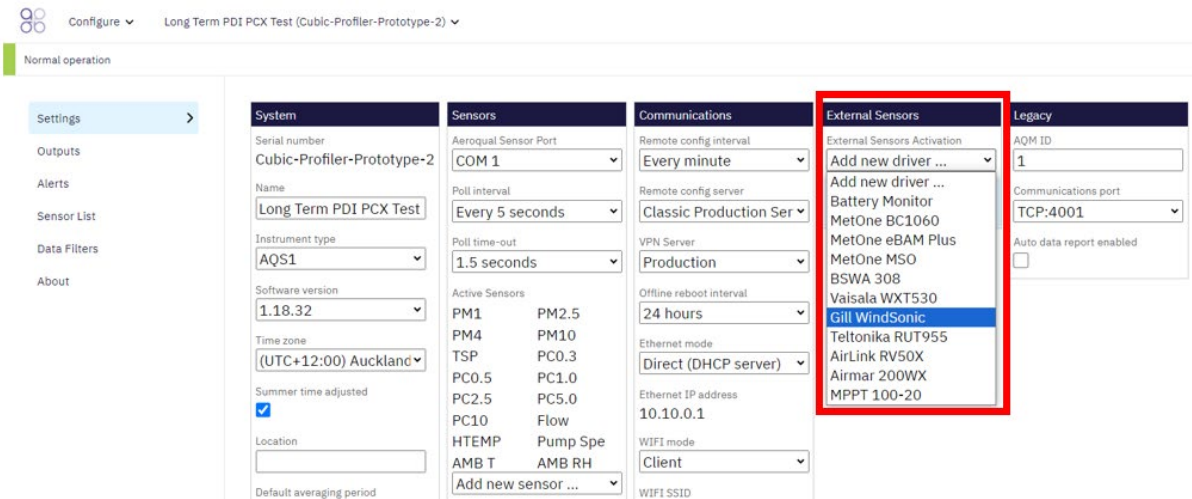 Configure Long Term PDI PCX Test (Cubic-Profiler-Prototype-2)
Normal operation
Settings
Outputs
Alerts
Sensor List
Data Filters
About
System
Serial number
Cubic-Profiler-Prototype-2
Name
Long Term PDI PCX Test
Instrument type
AQS1
Software version
1.18.32
Time zone
(UTC+12:00) Auckland
Summer time adjusted
Location
Default averaging period
Sensors
Aeroqual Sensor Port
COM 1
Poll interval
Every 5 seconds
Poll time-out
1.5 seconds
Active Sensors
PM1 PM2.5
PM4 PM10
TSP PC0.3
PC0.5 PC1.0
PC2.5 PC5.0
PC10 Flow
HTEMP Pump Spe
AMB T AMB RH
Add new sensor ...
Communications
Remote config interval
Every minute
Remote config server
Classic Production Ser
VPN Server
Production
Offline reboot interval
24 hours
Ethernet mode
Direct (DHCP server)
Ethernet IP address
10.10.0.1
WIFI mode
Client
WIFI SSID
External Sensors
External Sensors Activation
Add new driver ...
Add new driver ...
Battery Monitor
MetOne BC1060
MetOne eBAM Plus
MetOne MSO
BSWA 308
Vaisala WXT530
Gill WindSonic
Teltonika RUT955
AirLink RV50X
Airmar 200WX
MPPT 100-20
Legacy
AQM ID
1
Communications port
TCP:4001
Auto data report enabled